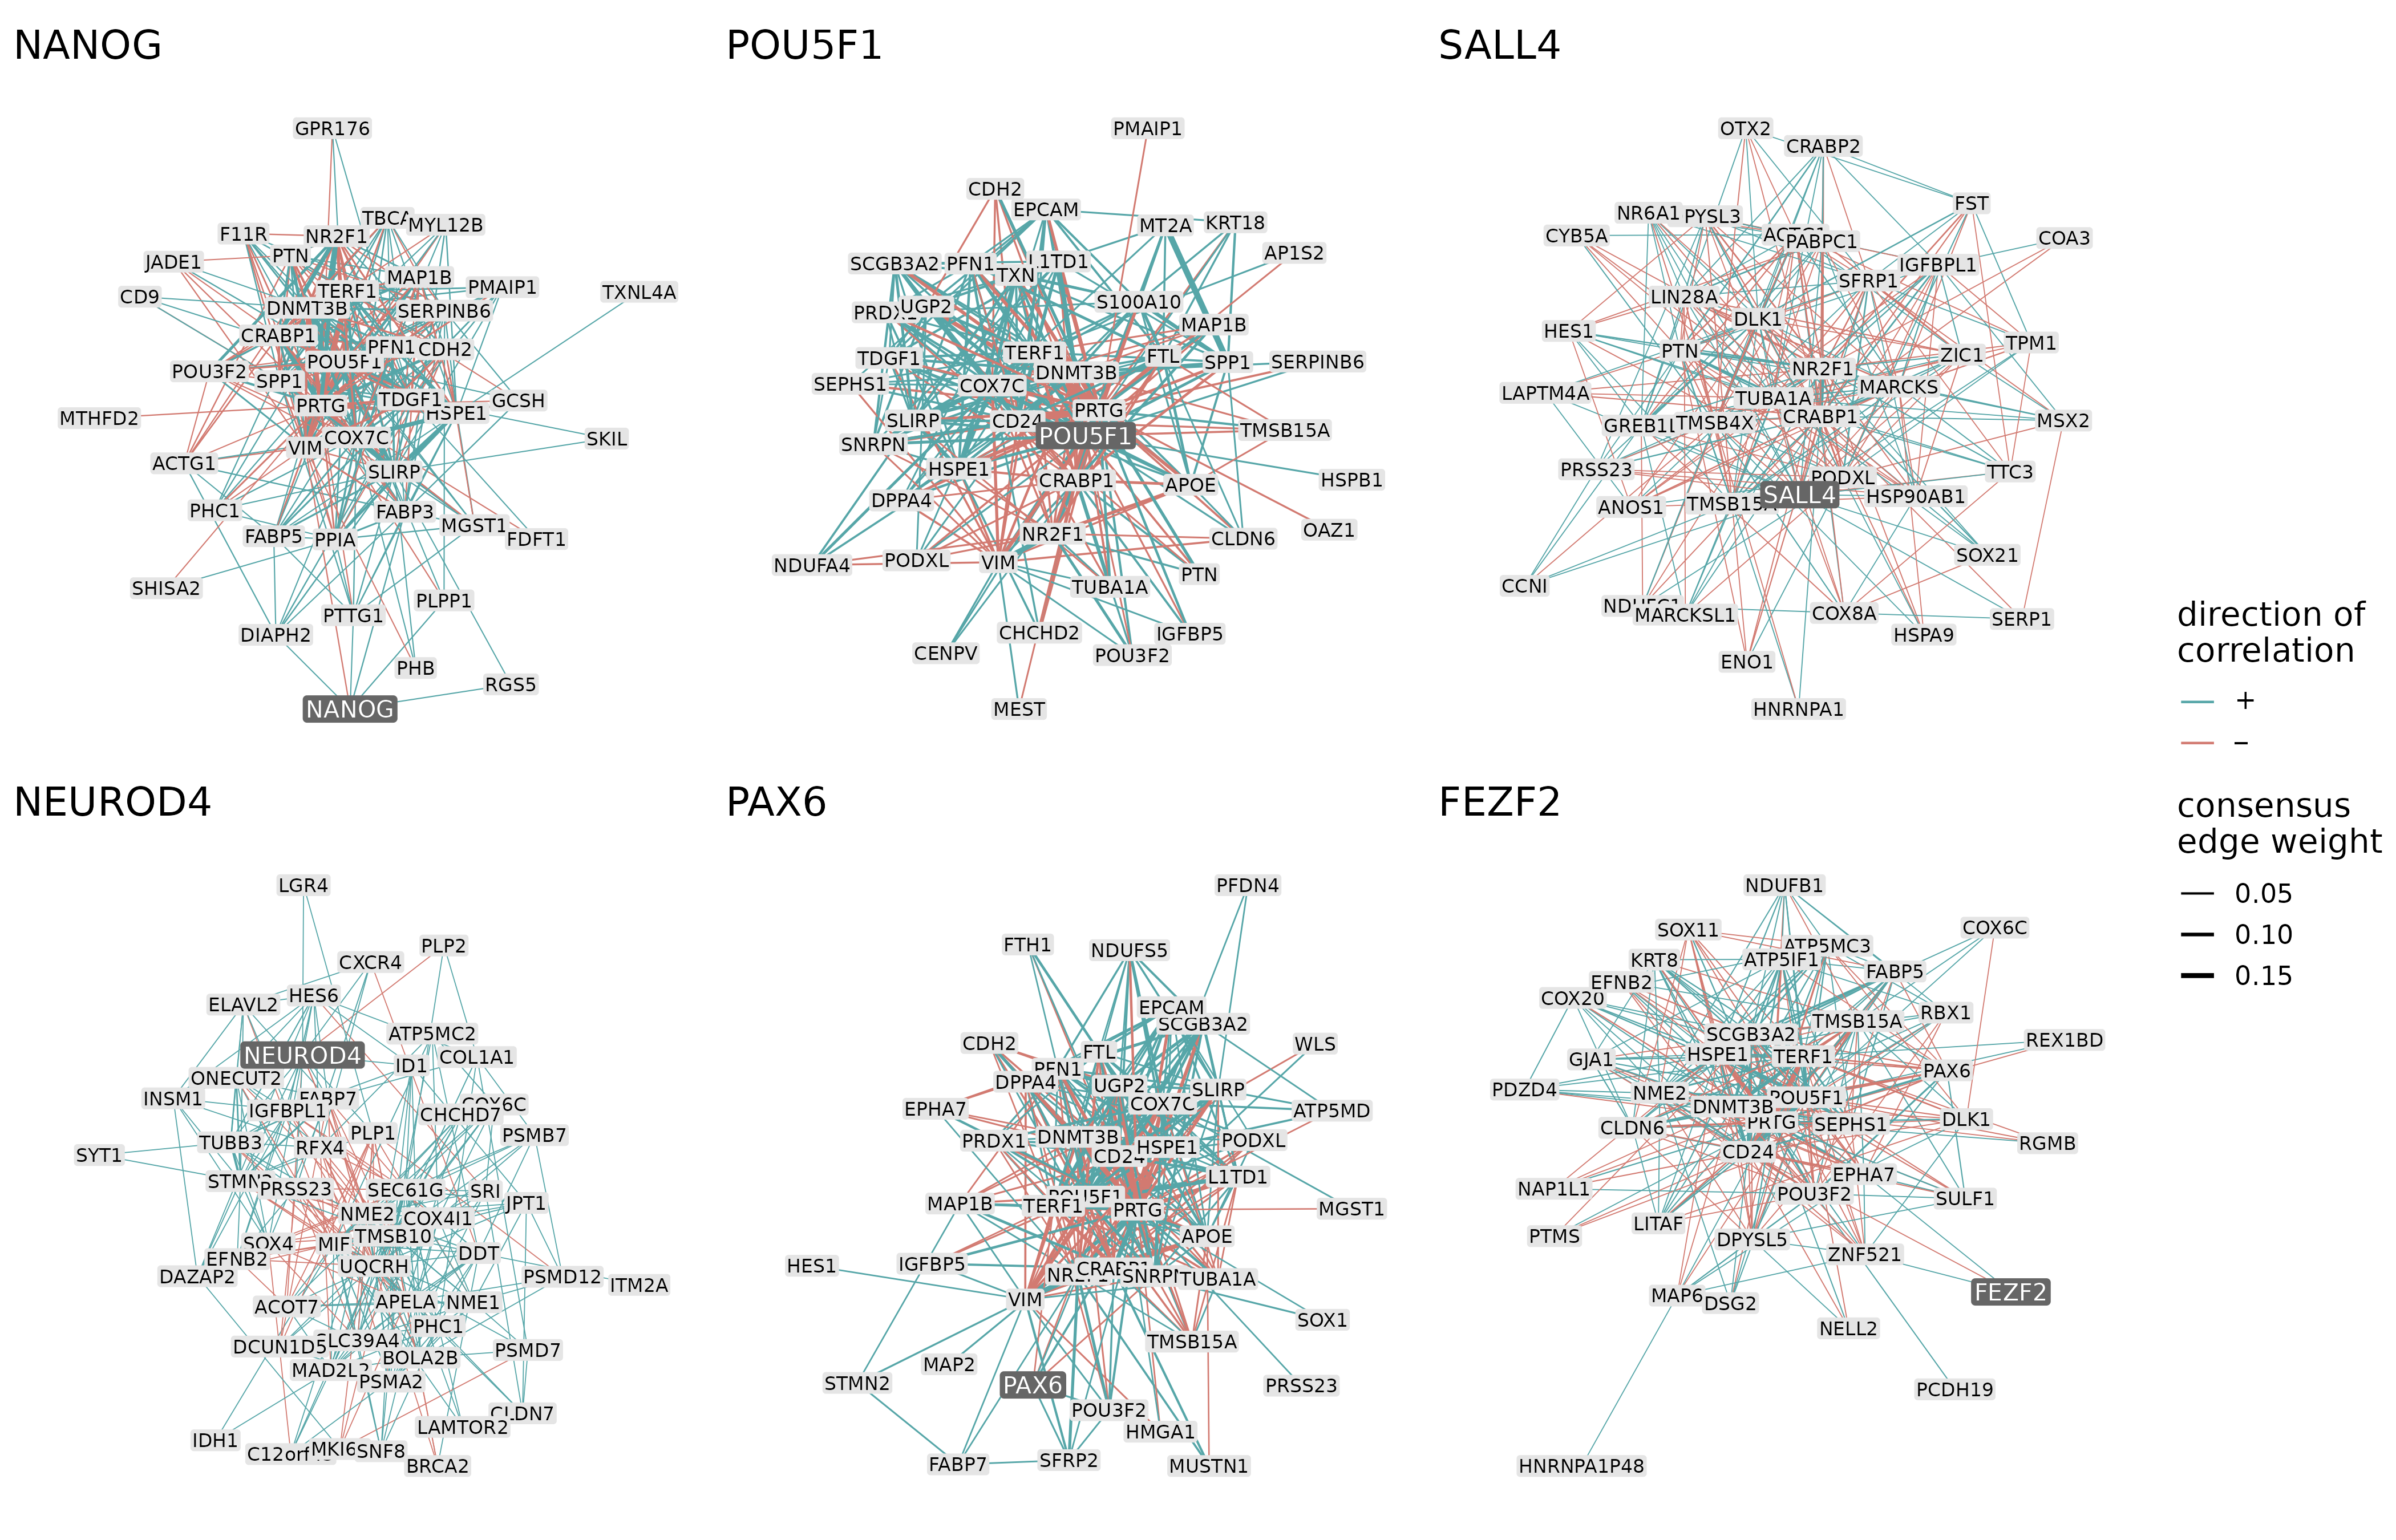 NANOG
POU5F1
SALL4
GPR176
TBCA
MYL12B
F11R
NR2F1
PTN
JADE1
MAP1B
PMAIP1
TXNL4A
CD9
TERF1
DNMT3B
SERPINB6
CRABP1
PFN1
CDH2
POU5F1
POU3F2
SPP1
GCSH
TDGF1
PRTG
HSPE1
MTHFD2
SKIL
COX7C
VIM
ACTG1
SLIRP
PHC1
FABP3
MGST1
FABP5
PPIA
FDFT1
SHISA2
PLPP1
PTTG1
DIAPH2
PHB
RGS5
NANOG
PMAIP1
CDH2
EPCAM
MT2A
KRT18
AP1S2
SCGB3A2
PFN1
L1TD1
TXN
S100A10
UGP2
MAP1B
TERF1
FTL
TDGF1
SPP1
SERPINB6
DNMT3B
SEPHS1
COX7C
PRTG
SLIRP
CD24
TMSB15A
POU5F1
SNRPN
HSPE1
CRABP1
APOE
HSPB1
DPPA4
OAZ1
NR2F1
CLDN6
NDUFA4
PODXL
VIM
PTN
TUBA1A
CHCHD2
IGFBP5
CENPV
POU3F2
MEST
OTX2
CRABP2
FST
NR6A1
PYSL3
CYB5A
PABPC1
COA3
IGFBPL1
SFRP1
LIN28A
DLK1
HES1
TPM1
PTN
ZIC1
NR2F1
MARCKS
LAPTM4A
TUBA1A
CRABP1
MSX2
GREB1L
TMSB4X
PRSS23
TTC3
PODXL
SALL4
HSP90AB1
ANOS1
SOX21
CCNI
MARCKSL1
COX8A
SERP1
HSPA9
ENO1
HNRNPA1
direction of
correlation
+
–
consensus
edge weight
0.05
0.10
0.15
NEUROD4
PAX6
FEZF2
LGR4
PLP2
CXCR4
HES6
ELAVL2
ATP5MC2
NEUROD4
COL1A1
ID1
ONECUT2
INSM1
FABP7
COX6C
IGFBPL1
CHCHD7
PLP1
PSMB7
TUBB3
RFX4
SYT1
PRSS23
SEC61G
SRI
JPT1
NME2
COX4I1
TMSB10
SOX4
MIF
DDT
EFNB2
UQCRH
DAZAP2
PSMD12
ITM2A
ACOT7
APELA
NME1
PHC1
DCUN1D5
SLC39A4
PSMD7
BOLA2B
PSMA2
CLDN7
LAMTOR2
IDH1
SNF8
BRCA2
PFDN4
FTH1
NDUFS5
EPCAM
SCGB3A2
CDH2
WLS
FTL
PFN1
DPPA4
UGP2
SLIRP
COX7C
EPHA7
ATP5MD
DNMT3B
PRDX1
HSPE1
PODXL
CD24
L1TD1
POU5F1
MAP1B
TERF1
PRTG
MGST1
APOE
HES1
IGFBP5
CRABP1
TUBA1A
VIM
SOX1
TMSB15A
MAP2
STMN2
PAX6
PRSS23
POU3F2
HMGA1
SFRP2
FABP7
MUSTN1
NDUFB1
SOX11
COX6C
ATP5MC3
KRT8
ATP5IF1
FABP5
EFNB2
COX20
RBX1
TMSB15A
SCGB3A2
REX1BD
HSPE1
TERF1
GJA1
PAX6
PDZD4
NME2
POU5F1
DNMT3B
PRTG
SEPHS1
DLK1
CLDN6
RGMB
CD24
EPHA7
NAP1L1
POU3F2
SULF1
LITAF
PTMS
DPYSL5
ZNF521
FEZF2
MAP6
DSG2
NELL2
PCDH19
HNRNPA1P48